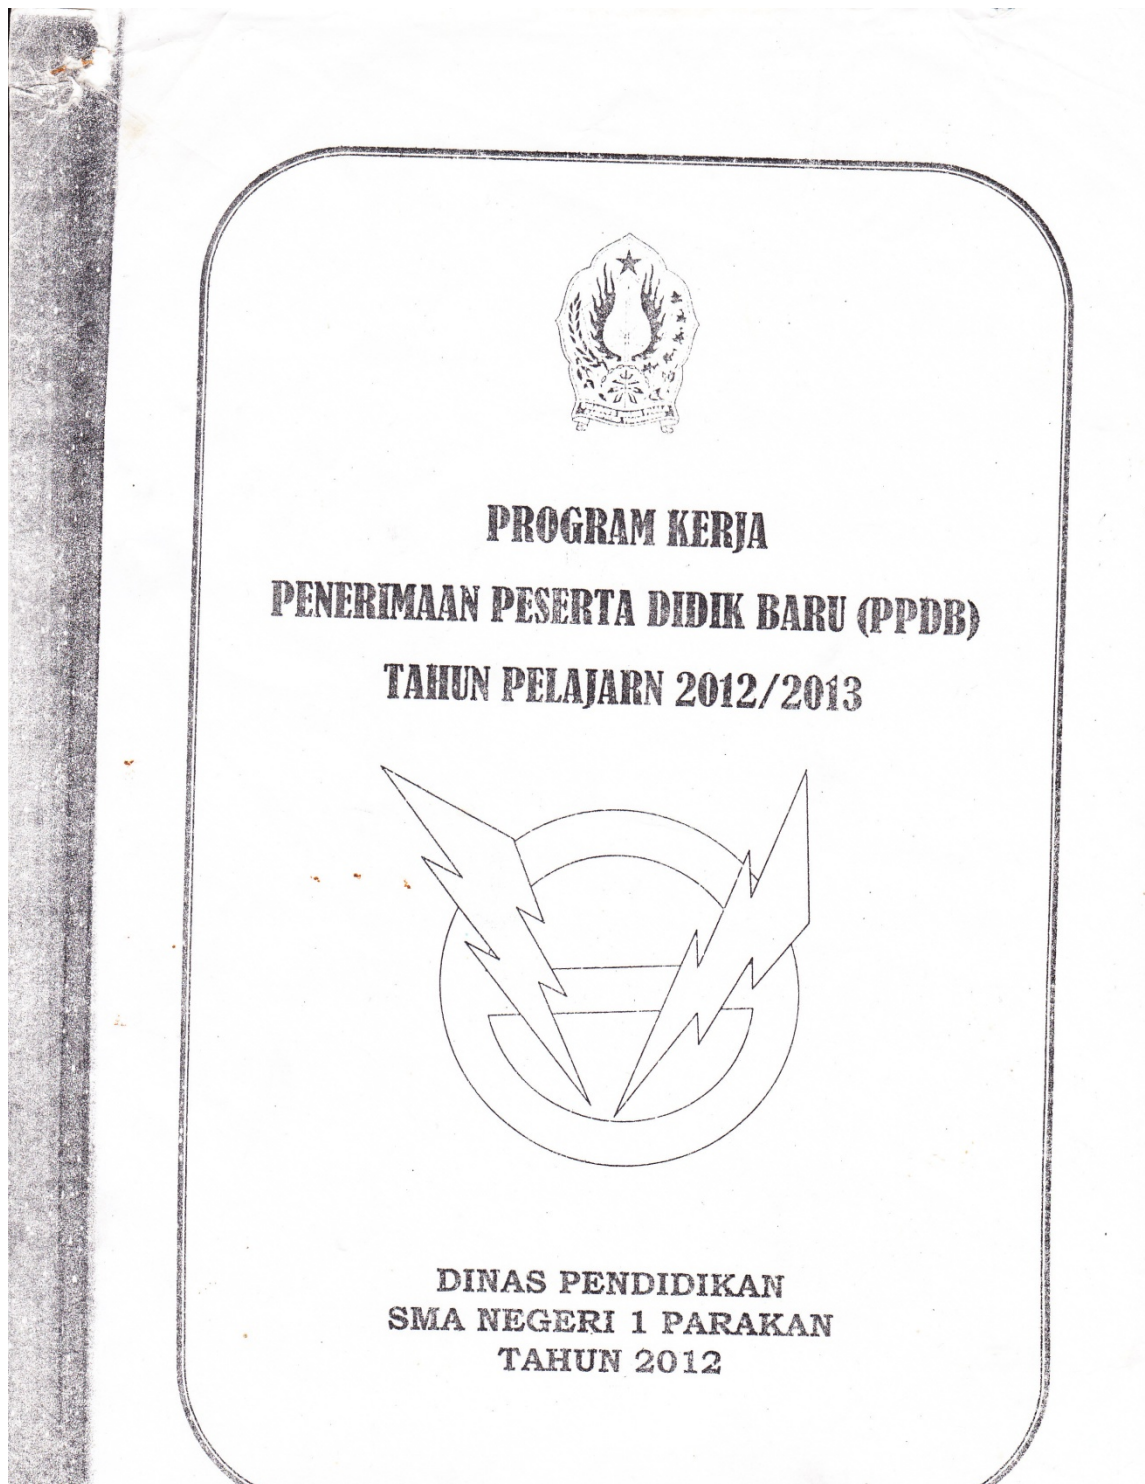 PROGRAM KERJA
PENERIMAAN PESERTA DIDIK BARU (PPDB)
TAHUN PELAJARN 2012/2013
DINAS PENDIDIKAN
SMA NEGERI 1 PARAKAN
TAHUN 2012